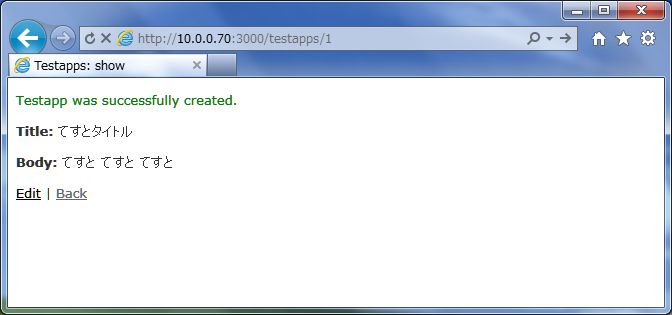 http://10.0.0.70:3000/testapps/1
Testapps: show
Testapp was successfully created.
Title: てすとタイトル
Body: てすと てすと てすと
Edit | Back